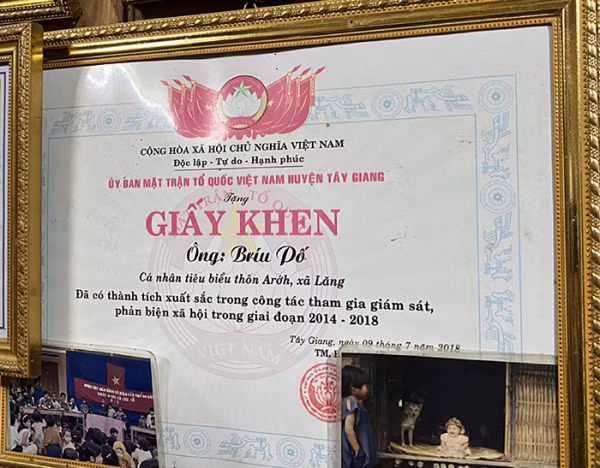 CỘNG HÒA XÃ HỘI CHỦ NGHĨA VIỆT NAM
Độc lập - Tự do - Hạnh phúc
ỦY BAN MẶT TRẬN TỔ QUỐC VIỆT NAM HUYỆN TÂY GIANG
Tặng
GIẤY KHEN
Ông: Bríu Pố
Cá nhân tiêu biểu thôn Arớh, xã Lăng
Đã có thành tích xuất sắc trong công tác tham gia giám sát,
phản biện xã hội trong giai đoạn 2014 - 2018
Tây Giang, ngày 09 tháng 7 năm 2018
TM.
VIỆT NAM